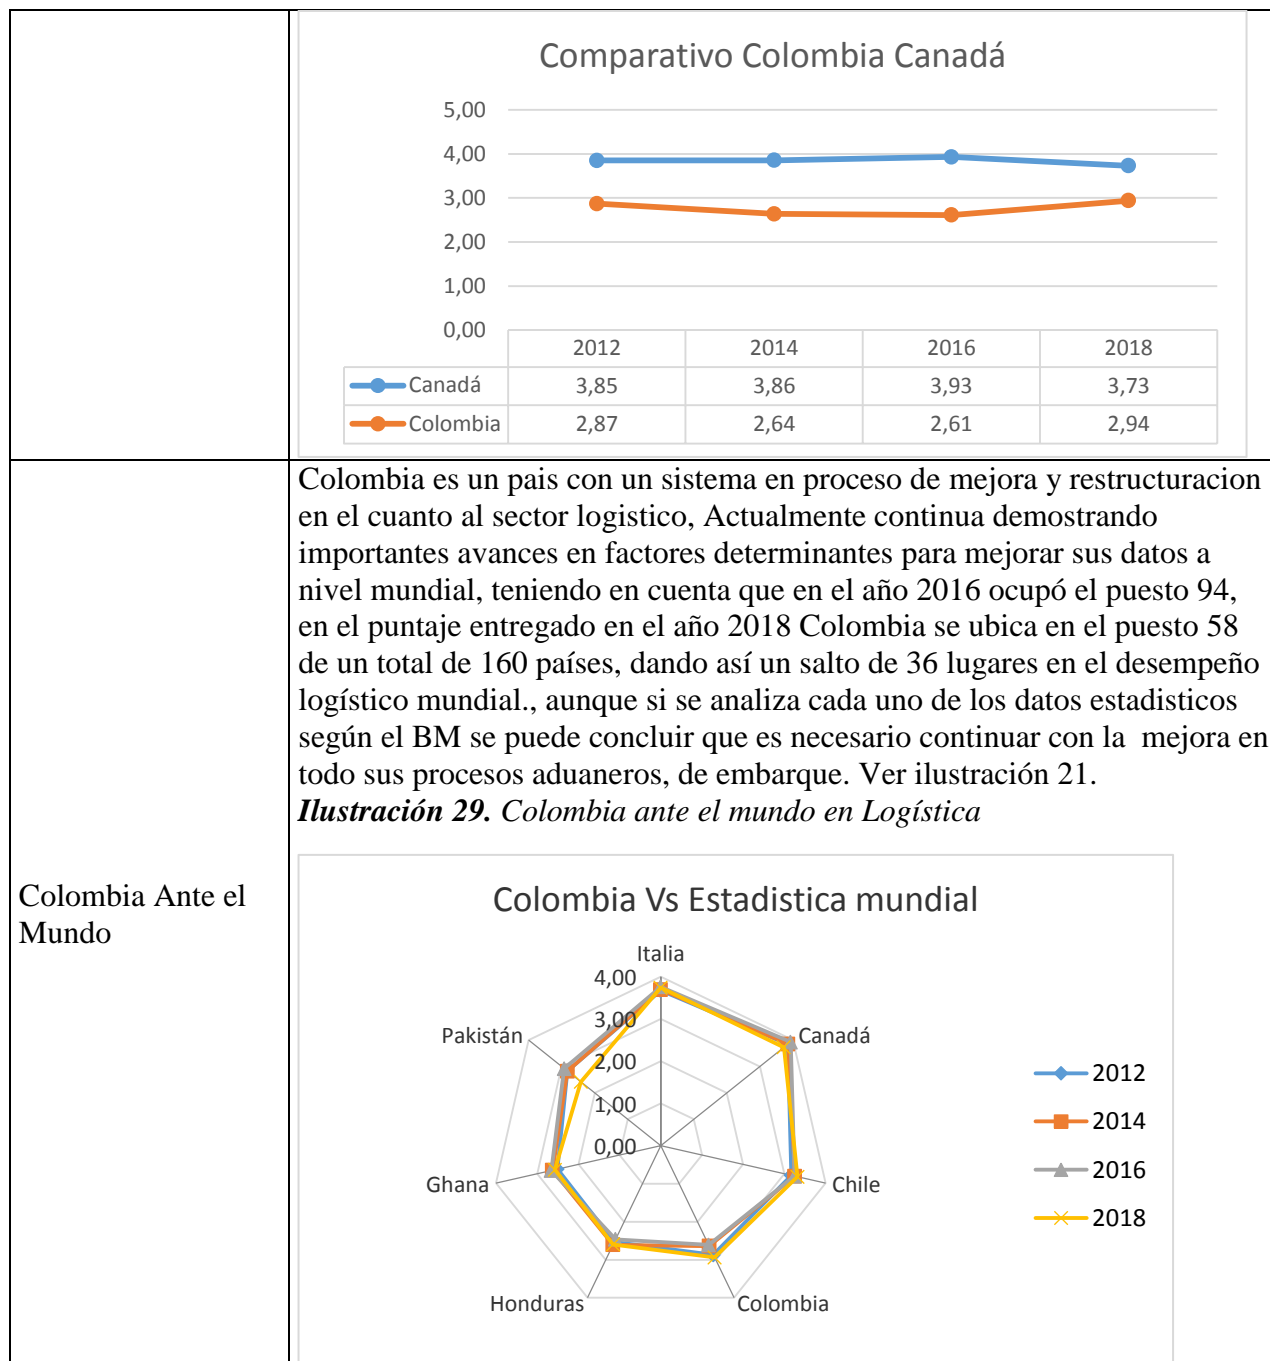 Comparativo Colombia Canadá
5,00
4,00
3,00
2,00
1,00
0,00
2012 2014 2016 2018
Canadá 3,85 3,86 3,93 3,73
Colombia 2,87 2,64 2,61 2,94
Colombia es un pais con un sistema en proceso de mejora y restructuracion
en el cuanto al sector logistico, Actualmente continua demostrando
importantes avances en factores determinantes para mejorar sus datos a
nivel mundial, teniendo en cuenta que en el año 2016 ocupó el puesto 94,
en el puntaje entregado en el año 2018 Colombia se ubica en el puesto 58
de un total de 160 países, dando así un salto de 36 lugares en el desempeño
logístico mundial., aunque si se analiza cada uno de los datos estadisticos
según el BM se puede concluir que es necesario continuar con la  mejora en
todo sus procesos aduaneros, de embarque. Ver ilustración 21.
Ilustración 29. Colombia ante el mundo en Logística
Colombia Ante el
Mundo
Colombia Vs Estadistica mundial
Italia
4,00
3,00
2,00
1,00
0,00
Pakistán
Canadá
Ghana
Chile
Honduras
Colombia
2012
2014
2016
2018